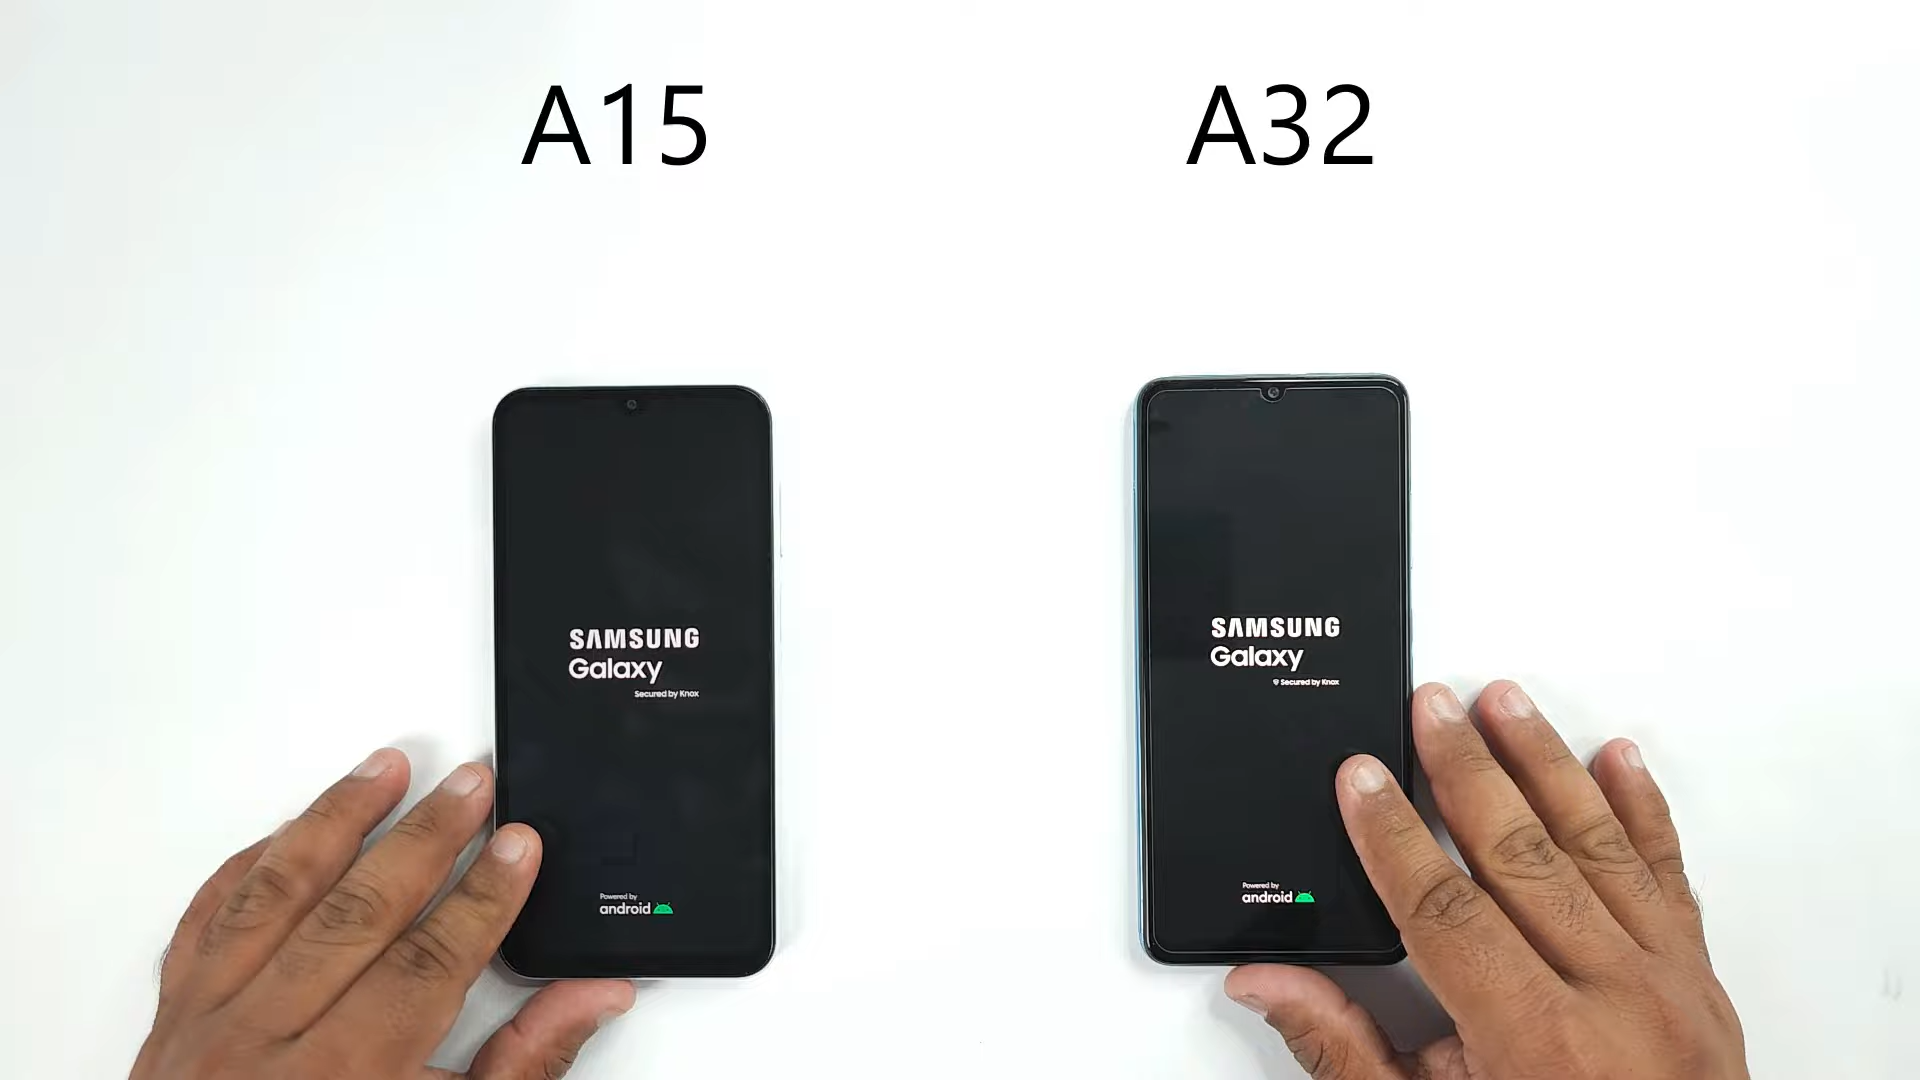 A15
A32
SAMSUNG
Galaxy
Secured by Knox
Powered by
android
SAMSUNG
Galaxy
Secured by Knox
Powered by
android